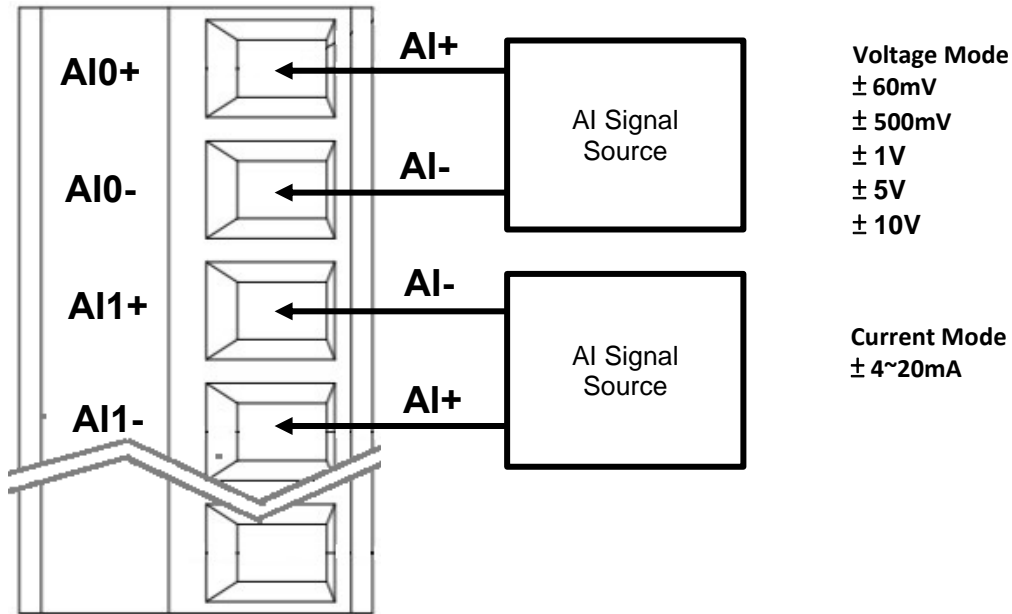 AI0+
AI+
AI0-
AI-
AI Signal
Source
Voltage Mode
± 60mV
± 500mV
± 1V
± 5V
± 10V
AI1+
AI-
AI1-
AI+
AI Signal
Source
Current Mode
± 4~20mA